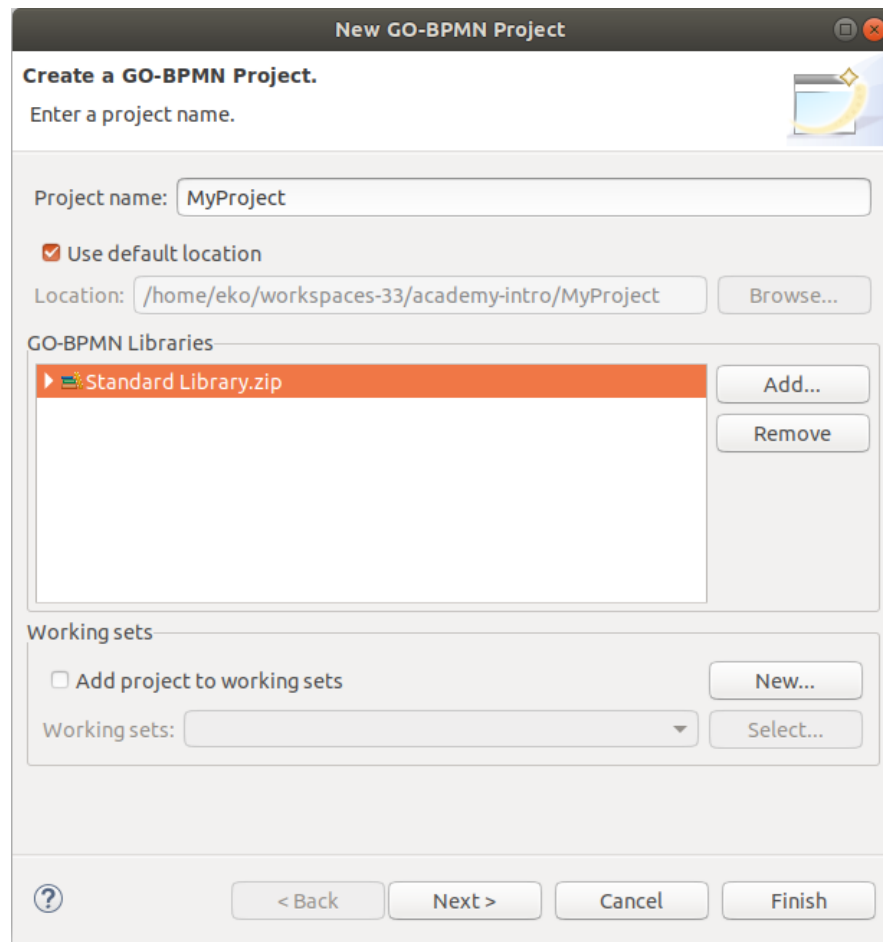 New GO-BPMN Project
Create a GO-BPMN Project.
Enter a project name.
Project name: MyProject
Use default location
Location: /home/eko/workspaces-33/academy-intro/MyProject Browse...
GO-BPMN Libraries
Standard Library.zip Add...
Remove
Working sets
Add project to working sets New...
Working sets: Select...
? < Back Next > Cancel Finish